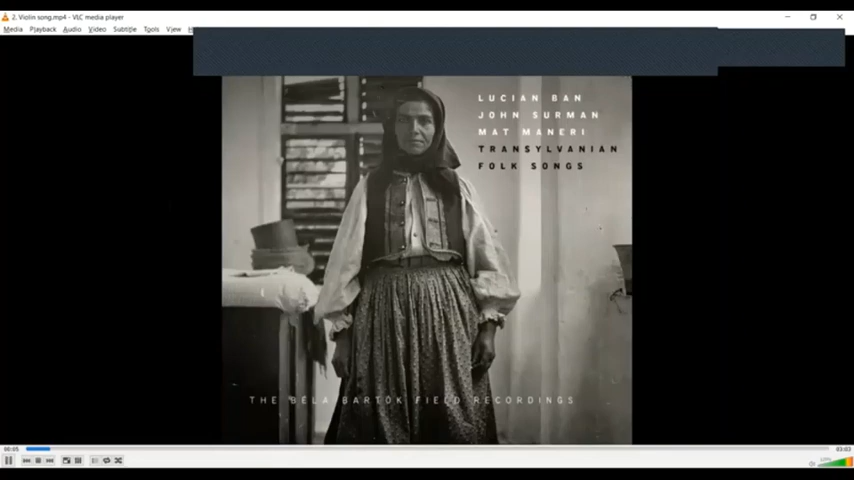 2. Violin song.mp4 - VLC media player
Media Playback Audio Video Subtitle Tools View
LUCIAN BAN
JOHN SURMAN
MAT MANERI
TRANSYLVANIAN
FOLK SONGS
THE BÉLA BARTÓK FIELD RECORDINGS
00:05
03:03